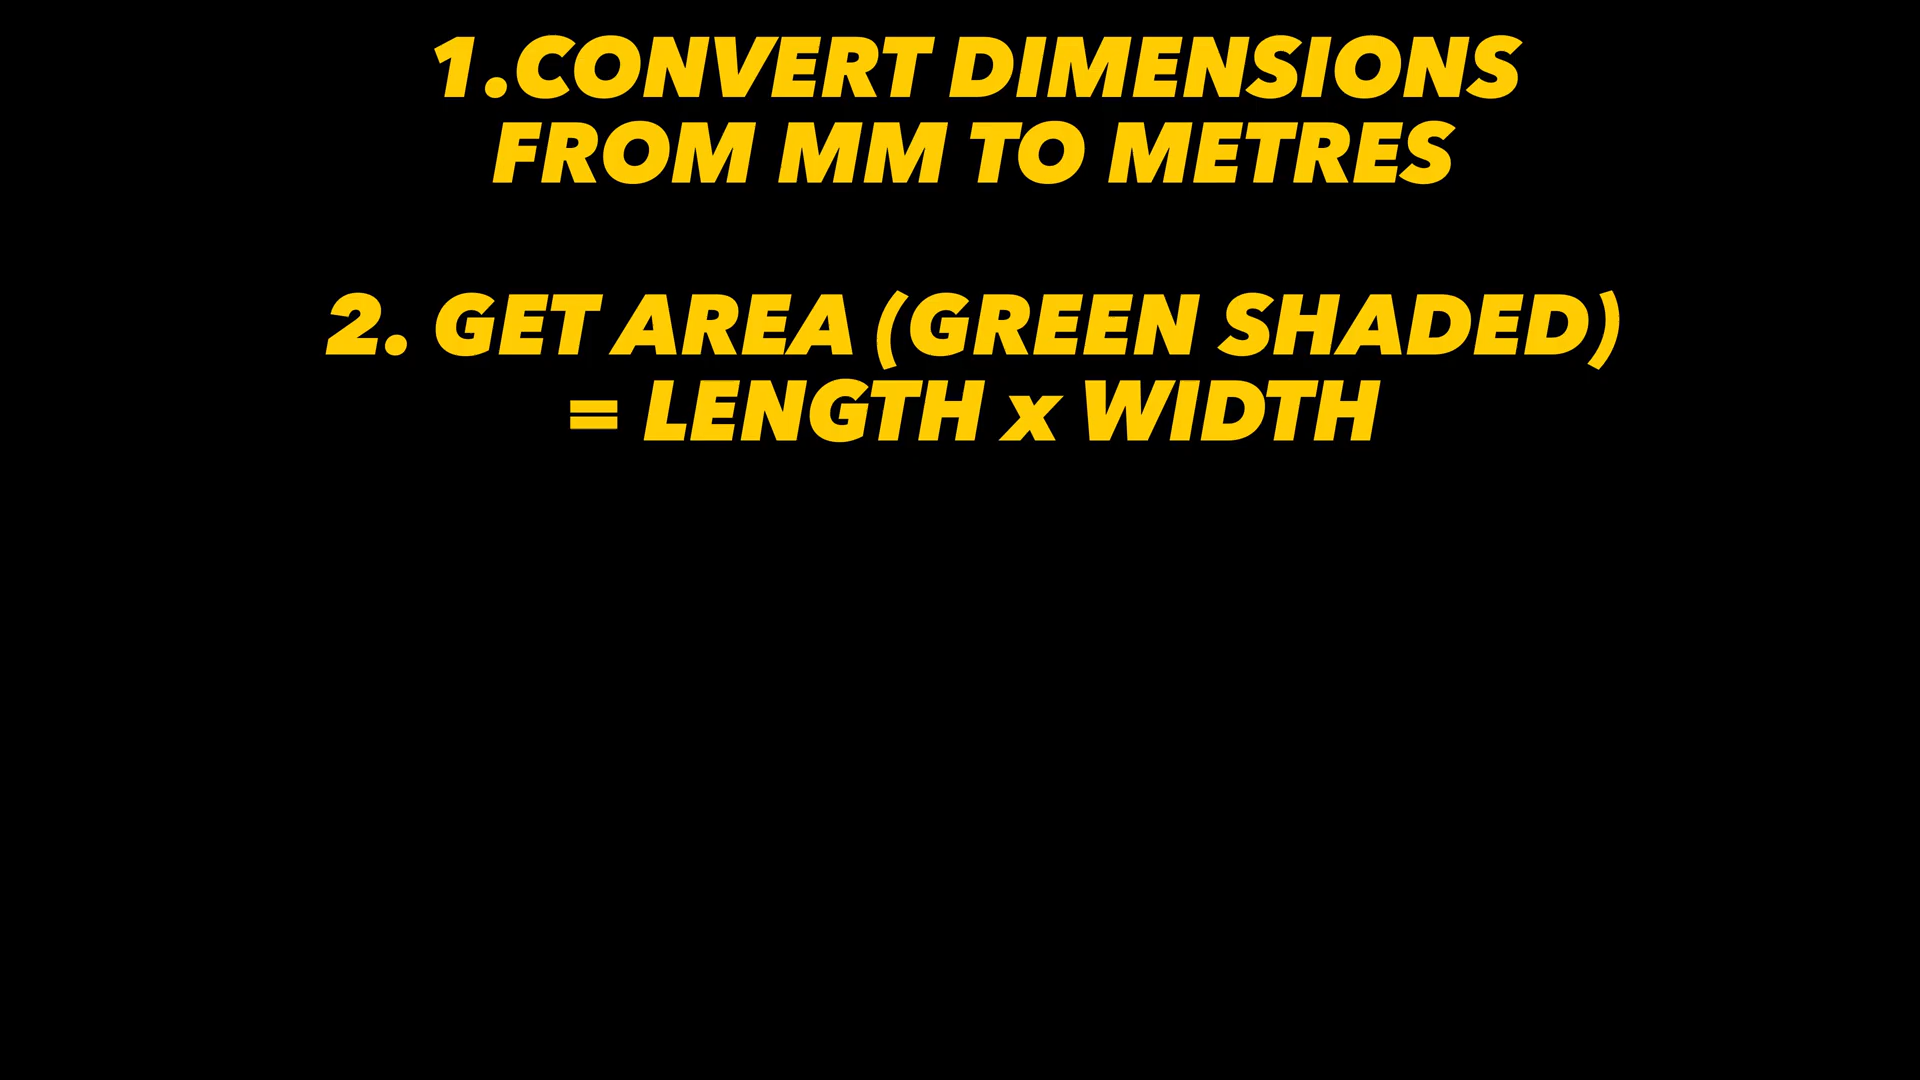 1.CONVERT DIMENSIONS
FROM MM TO METRES
2. GET AREA (GREEN SHADED)
= LENGTH x WIDTH